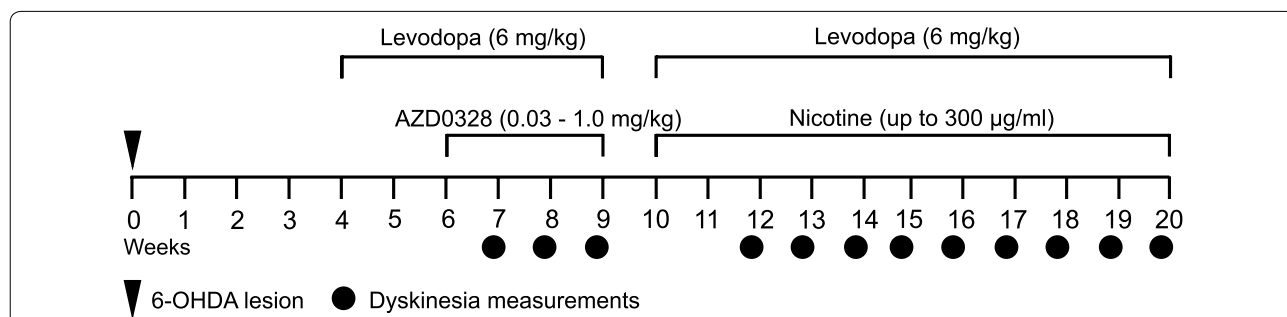 Levodopa (6 mg/kg) Levodopa (6 mg/kg)
AZD0328 (0.03 - 1.0 mg/kg) Nicotine (up to 300 µg/ml)
0 1 2 3 4 5 6 7 8 9 10 11 12 13 14 15 16 17 18 19 20
Weeks
6-OHDA lesion Dyskinesia measurements